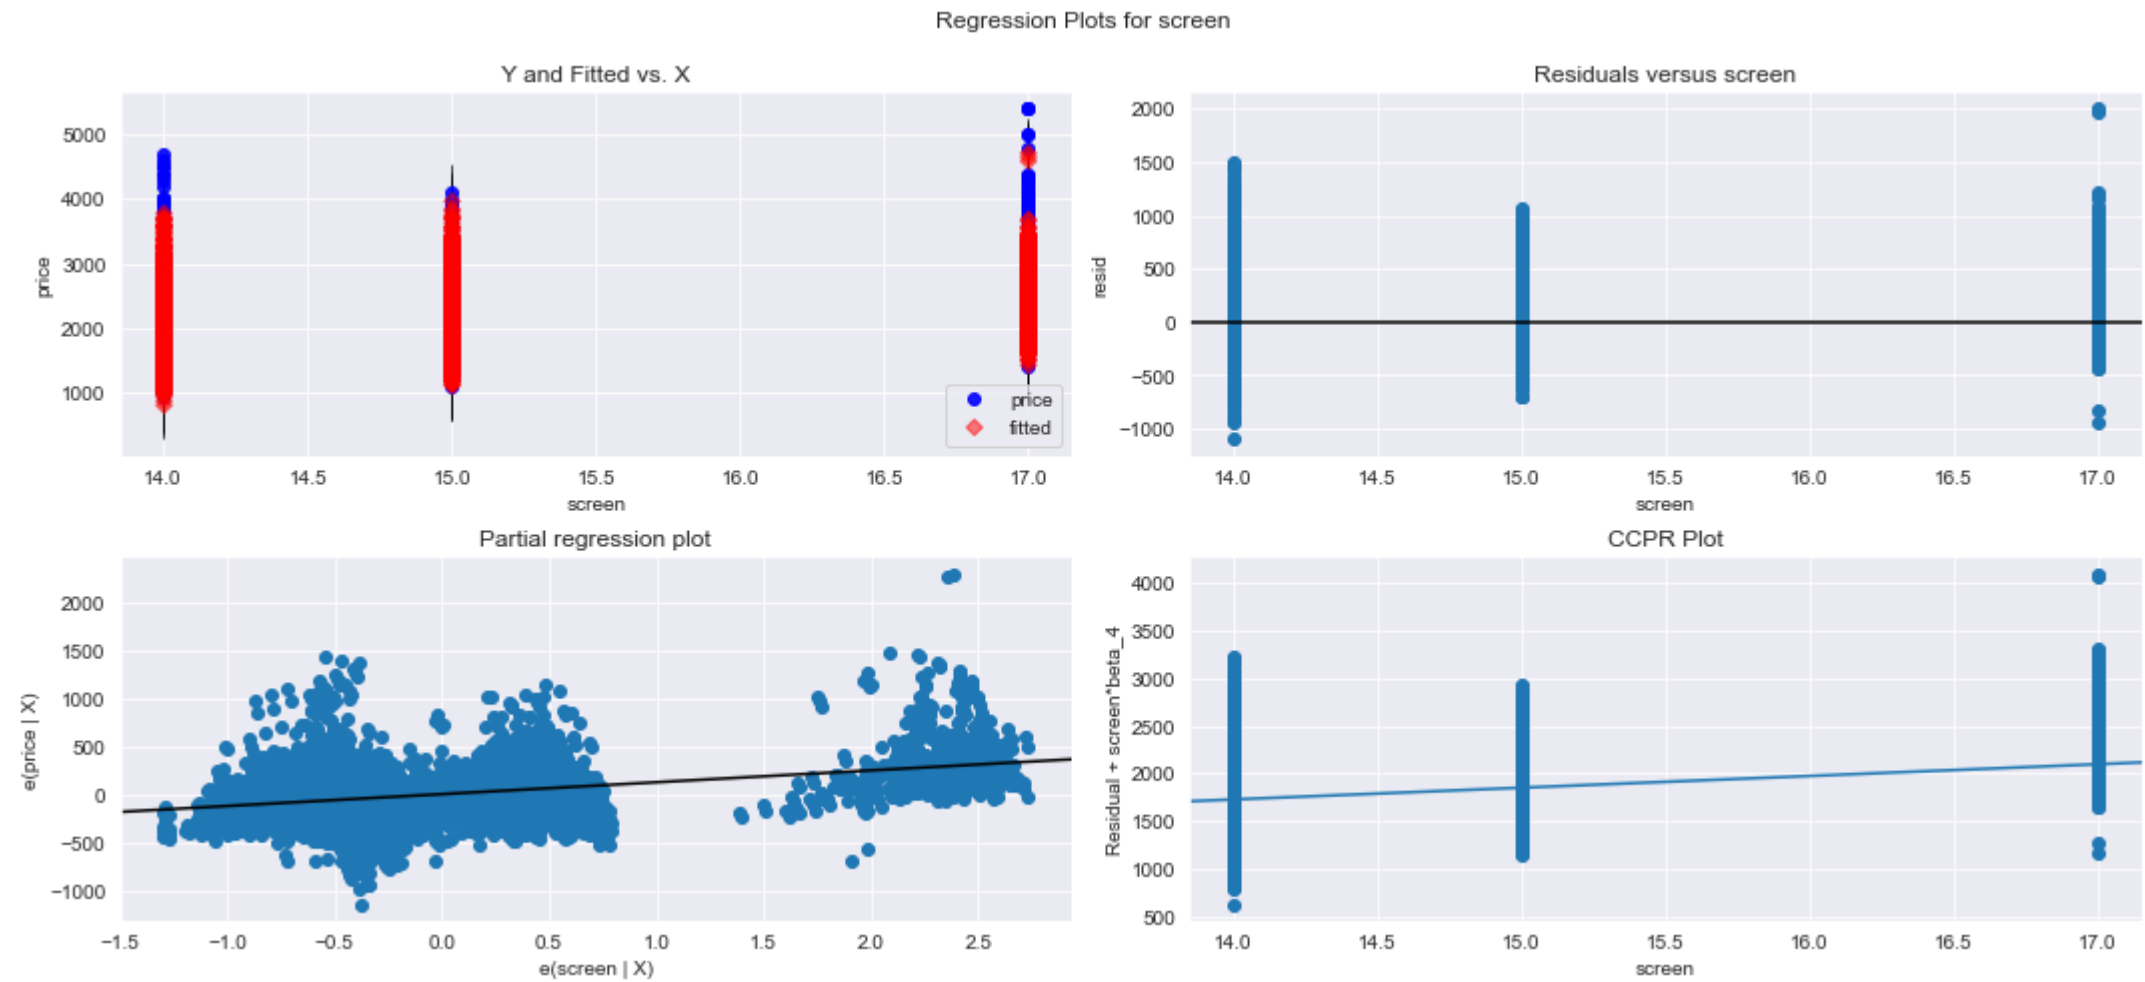 Regression Plots for screen
Y and Fitted vs. X
5000
4000
3000
2000
1000
price
price
fitted
14.0 14.5 15.0 15.5 16.0 16.5 17.0
screen
Residuals versus screen
2000
1500
1000
500
0
−500
−1000
resid
14.0 14.5 15.0 15.5 16.0 16.5 17.0
screen
Partial regression plot
2000
1500
1000
500
0
−500
−1000
e(price | X)
−1.5 −1.0 −0.5 0.0 0.5 1.0 1.5 2.0 2.5
e(screen | X)
CCPR Plot
4000
3500
3000
2500
2000
1500
1000
500
Residual + screen*beta_4
14.0 14.5 15.0 15.5 16.0 16.5 17.0
screen